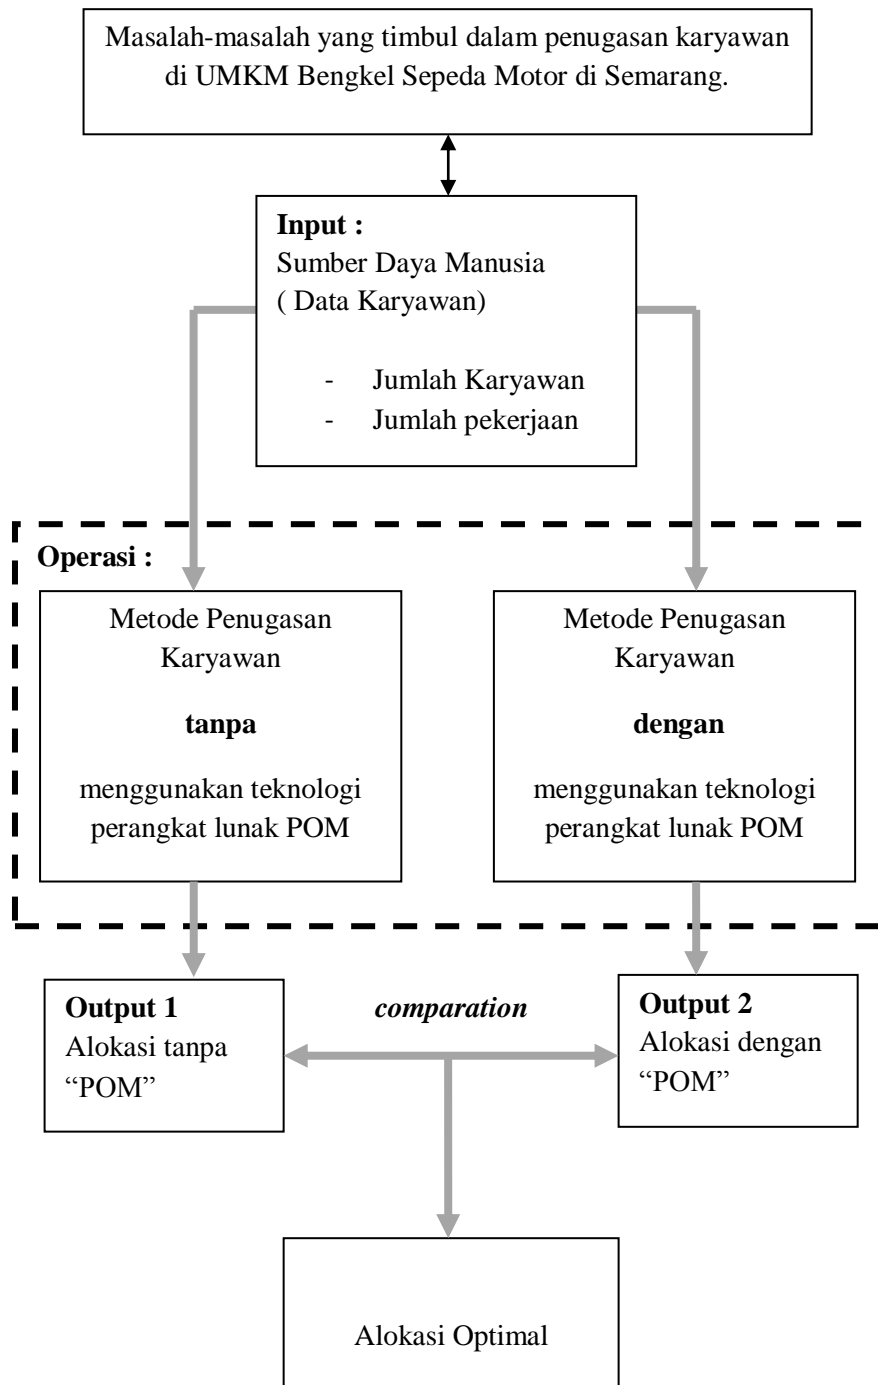 Masalah-masalah yang timbul dalam penugasan karyawan
di UMKM Bengkel Sepeda Motor di Semarang.
Input :
Sumber Daya Manusia
( Data Karyawan)
- Jumlah Karyawan
- Jumlah pekerjaan
Operasi :
Metode Penugasan
Karyawan
tanpa
menggunakan teknologi
perangkat lunak POM
Metode Penugasan
Karyawan
dengan
menggunakan teknologi
perangkat lunak POM
Output 1
Alokasi tanpa
“POM”
comparation
Output 2
Alokasi dengan
“POM”
Alokasi Optimal